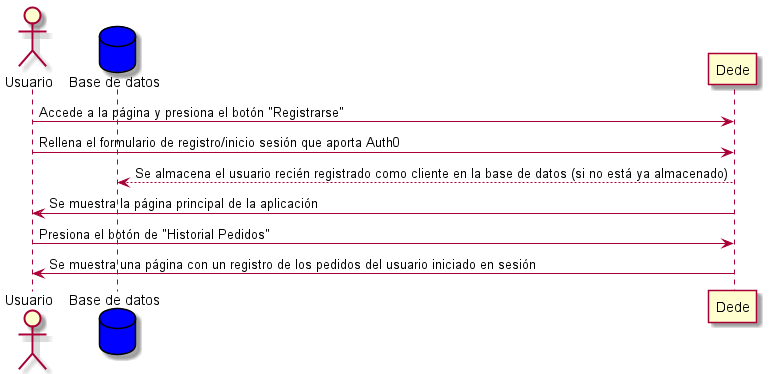 Usuario
Base de datos
Dede
Accede a la página y presiona el botón "Registrarse"
Rellena el formulario de registro/inicio sesión que aporta Auth0
Se almacena el usuario recién registrado como cliente en la base de datos (si no está ya almacenado)
Se muestra la página principal de la aplicación
Presiona el botón de "Historial Pedidos"
Se muestra una página con un registro de los pedidos del usuario iniciado en sesión
Usuario
Base de datos
Dede